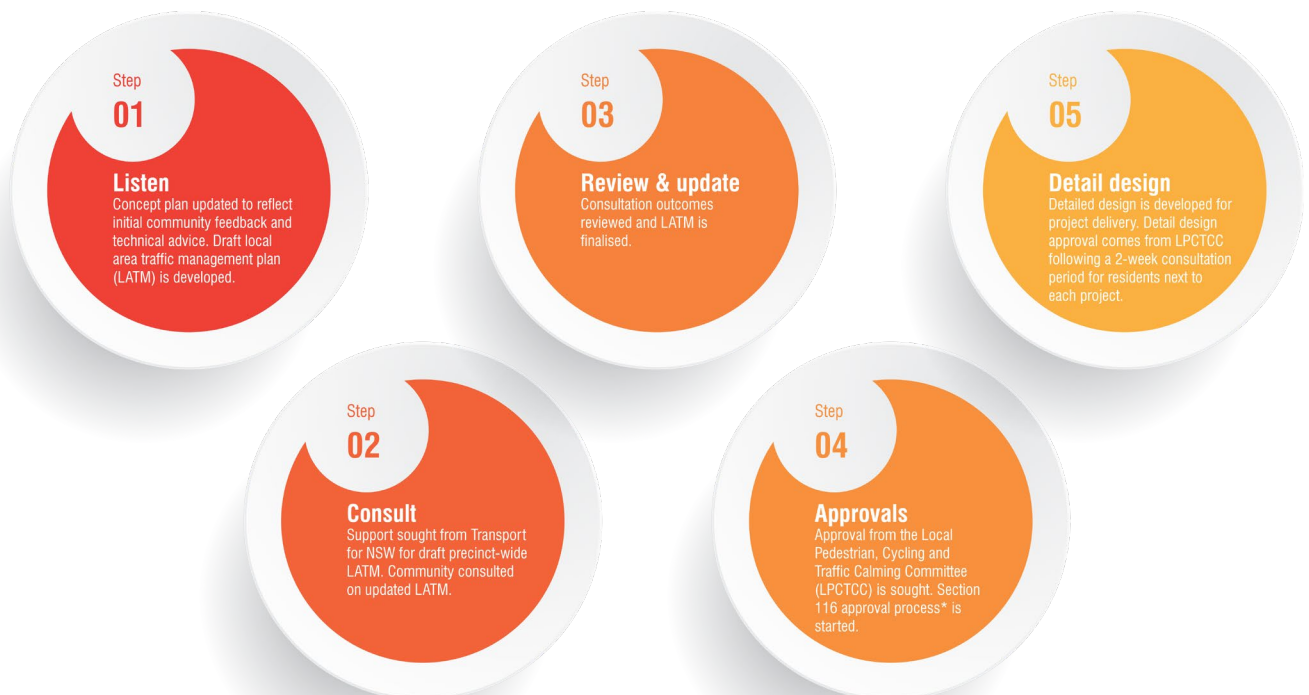 Step
01
Listen
Concept plan updated to reflect
initial community feedback and
technical advice. Draft local
area traffic management plan
(LATM) is developed.
Step
02
Consult
Support sought from Transport
for NSW for draft precinct-wide
LATM. Community consulted
on updated LATM.
Step
03
Review & update
Consultation outcomes
reviewed and LATM is
finalised.
Step
04
Approvals
Approval from the Local
Pedestrian, Cycling and
Traffic Calming Committee
(LPCTCC) is sought. Section
116 approval process* is
started.
Step
05
Detail design
Detailed design is developed for
project delivery. Detail design
approval comes from LPCTCC
following a 2-week consultation
period for residents next to
each project.